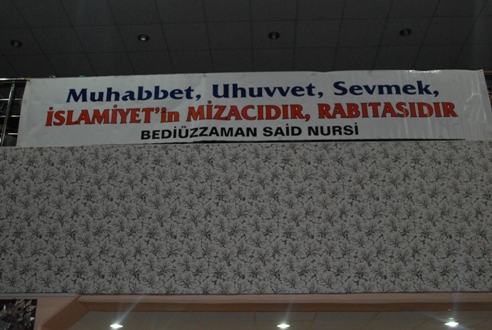 Muhabbet, Uhuvvet, Sevmek,
İSLAMİYET'in MİZACIDIR, RABITASIDIR
BEDİÜZZAMAN SAİD NURSİ